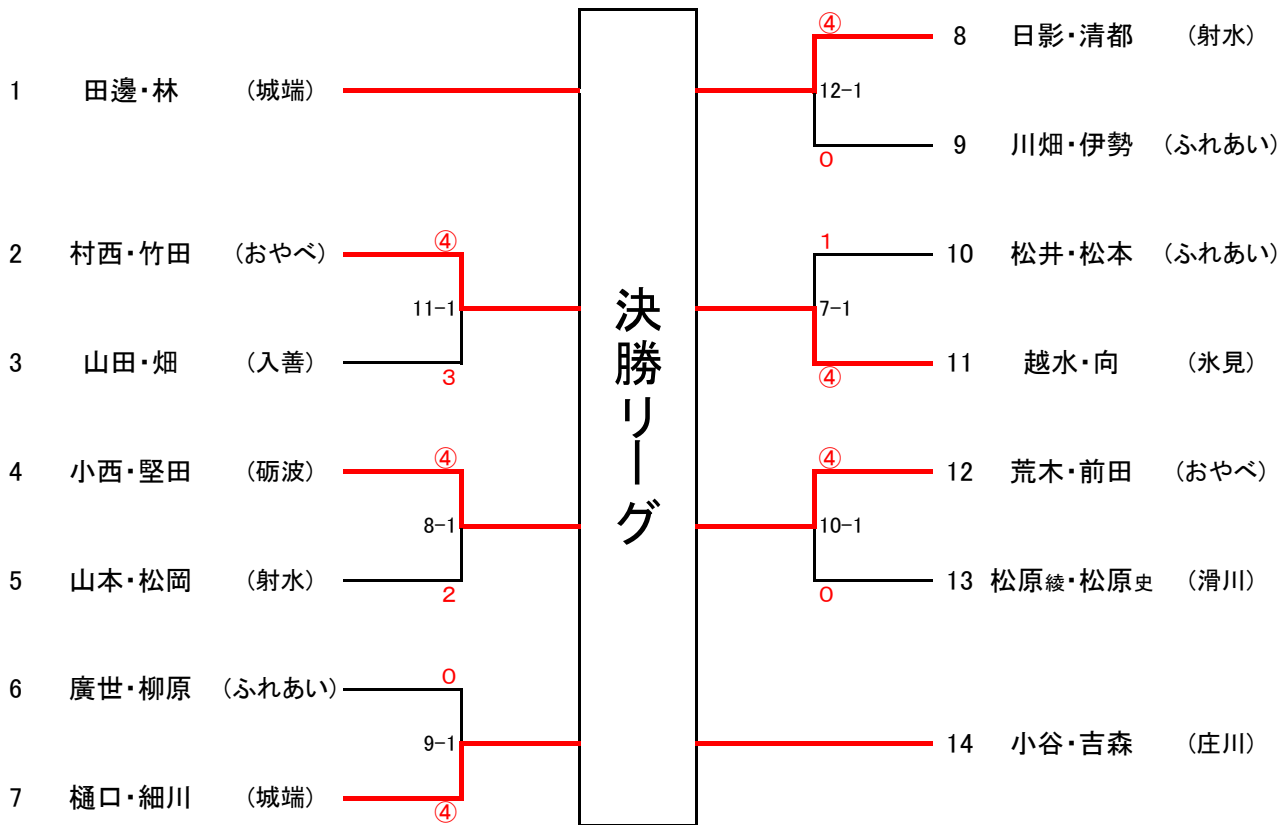 1 田邊・林 (城端)
2 村西・竹田 (おやべ) ④
11-1
3 山田・畑 (入善) 3
4 小西・堅田 (砺波) ④
8-1
5 山本・松岡 (射水) 2
6 廣世・柳原 (ふれあい) 0
9-1
7 樋口・細川 (城端) ④
決勝リーグ
④ 8 日影・清都 (射水)
12-1
0 9 川畑・伊勢 (ふれあい)
1 10 松井・松本 (ふれあい)
7-1
④ 11 越水・向 (氷見)
④ 12 荒木・前田 (おやべ)
10-1
0 13 松原綾・松原史 (滑川)
14 小谷・吉森 (庄川)